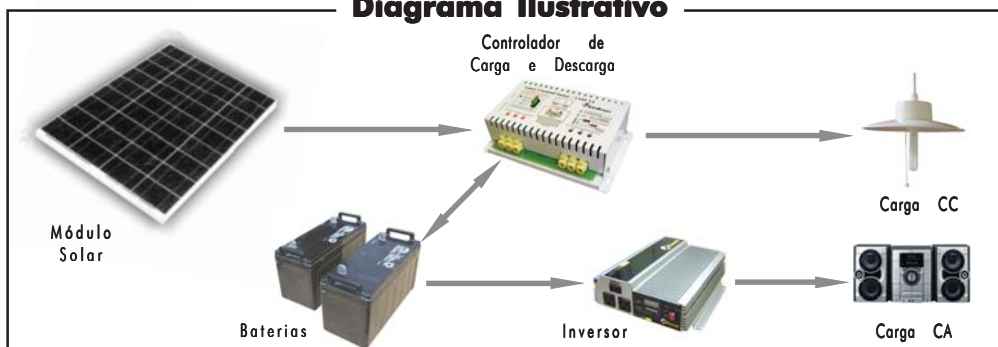 Diagrama Ilustrativo
Controlador de
Carga e Descarga
Carga CC
Módulo
Solar
Baterias
Inversor
Carga CA